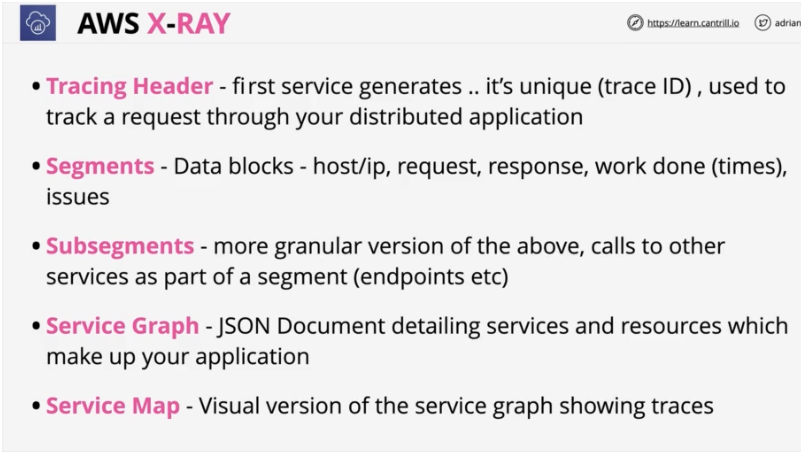 AWS X-RAY
https://learn.cantrill.io
adrian
• Tracing Header - first service generates .. it's unique (trace ID) , used to
track a request through your distributed application
• Segments - Data blocks - host/ip, request, response, work done (times),
issues
• Subsegments - more granular version of the above, calls to other
services as part of a segment (endpoints etc)
• Service Graph - JSON Document detailing services and resources which
make up your application
• Service Map - Visual version of the service graph showing traces